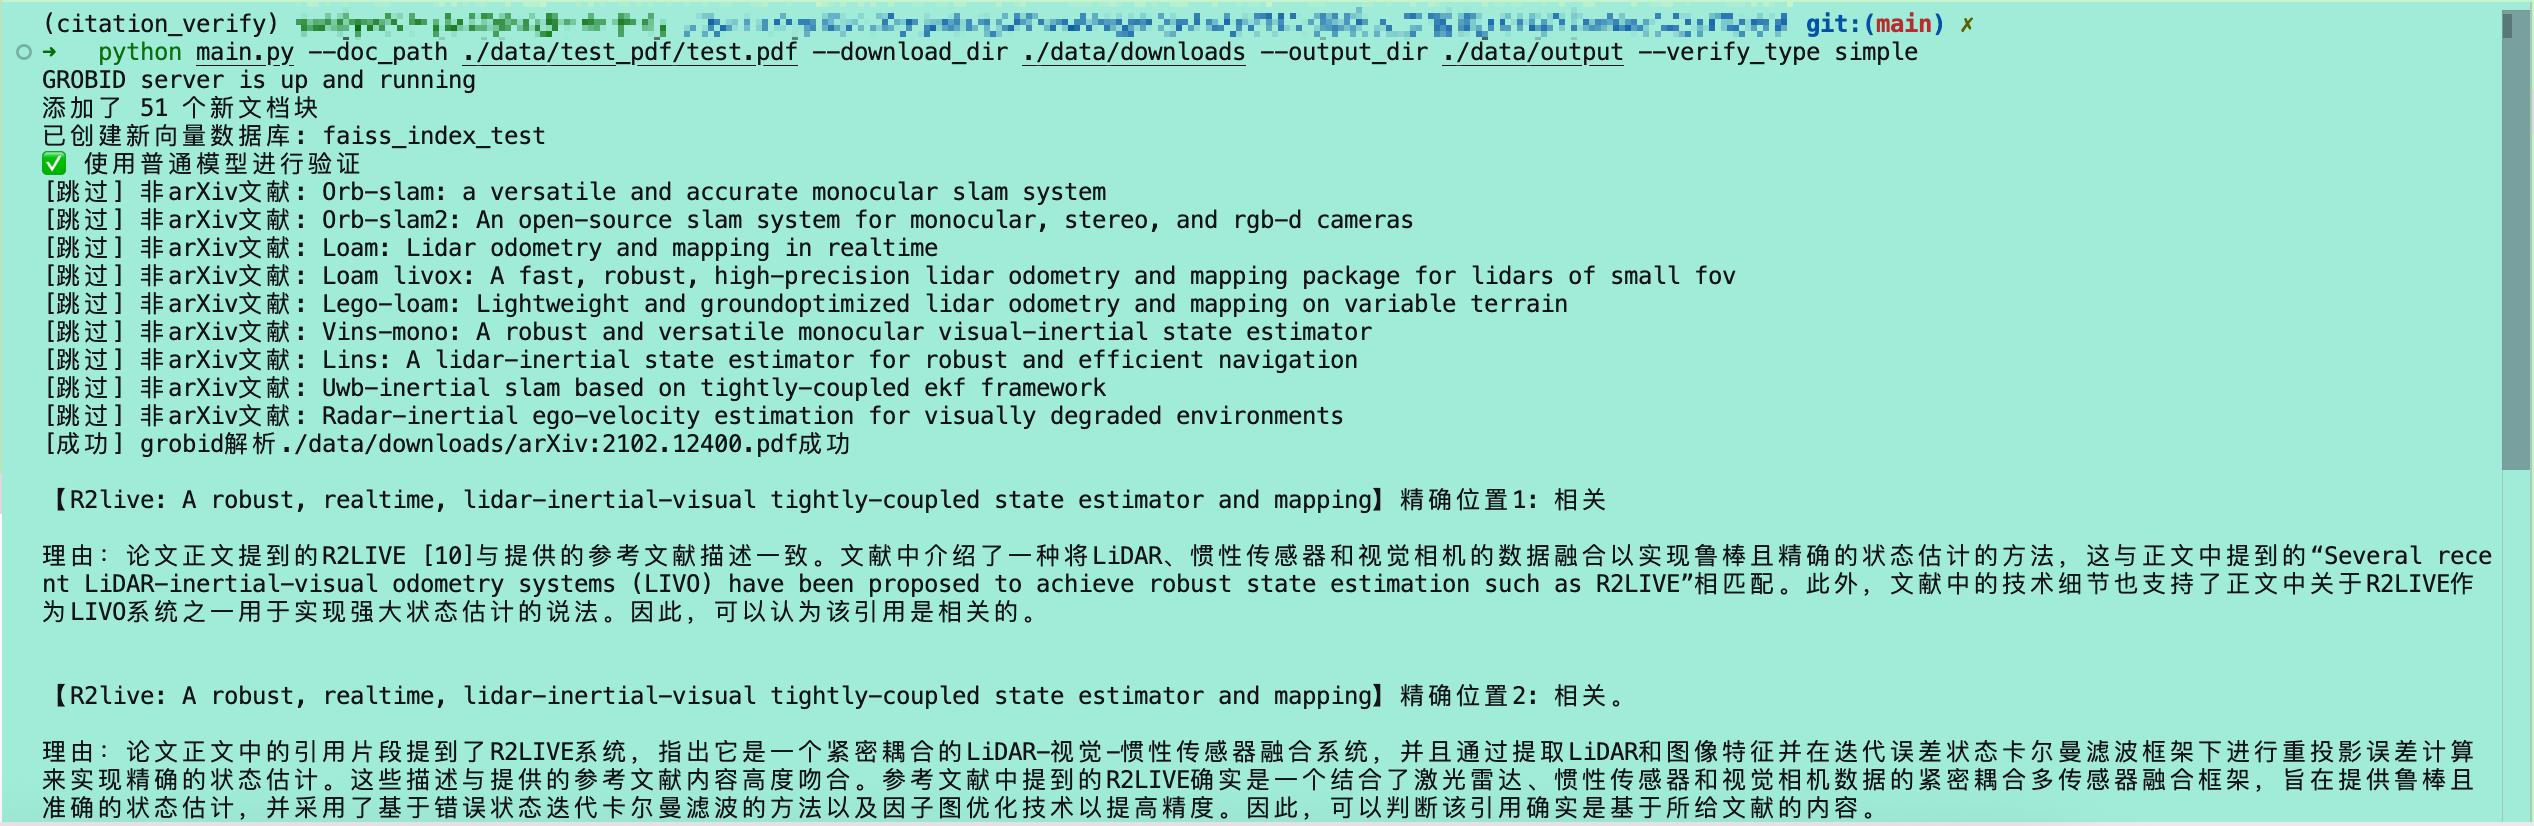 (citation_verify) git:(main) ✗
➜ python main.py --doc_path ./data/test_pdf/test.pdf --download_dir ./data/downloads --output_dir ./data/output --verify_type simple
GROBID server is up and running
添加了 51 个新文档块
已创建新向量数据库: faiss_index_test
✅ 使用普通模型进行验证
[跳过] 非arXiv文献: Orb-slam: a versatile and accurate monocular slam system
[跳过] 非arXiv文献: Orb-slam2: An open-source slam system for monocular, stereo, and rgb-d cameras
[跳过] 非arXiv文献: Loam: Lidar odometry and mapping in realtime
[跳过] 非arXiv文献: Loam livox: A fast, robust, high-precision lidar odometry and mapping package for lidars of small fov
[跳过] 非arXiv文献: Lego-loam: Lightweight and groundoptimized lidar odometry and mapping on variable terrain
[跳过] 非arXiv文献: Vins-mono: A robust and versatile monocular visual-inertial state estimator
[跳过] 非arXiv文献: Lins: A lidar-inertial state estimator for robust and efficient navigation
[跳过] 非arXiv文献: Uwb-inertial slam based on tightly-coupled ekf framework
[跳过] 非arXiv文献: Radar-inertial ego-velocity estimation for visually degraded environments
[成功] grobid解析./data/downloads/arXiv:2102.12400.pdf成功
【R2live: A robust, realtime, lidar-inertial-visual tightly-coupled state estimator and mapping】精确位置1: 相关
理由: 论文正文提到的R2LIVE [10]与提供的参考文献描述一致。文献中介绍了一种将LiDAR、惯性传感器和视觉相机的数据融合以实现鲁棒且精确的状态估计的方法，这与正文中提到的“Several rece
nt LiDAR-inertial-visual odometry systems (LIVO) have been proposed to achieve robust state estimation such as R2LIVE”相匹配。此外，文献中的技术细节也支持了正文中关于R2LIVE作
为LIVO系统之一用于实现强大状态估计的说法。因此，可以认为该引用是相关的。
【R2live: A robust, realtime, lidar-inertial-visual tightly-coupled state estimator and mapping】精确位置2: 相关。
理由: 论文正文中的引用片段提到了R2LIVE系统，指出它是一个紧密耦合的LiDAR-视觉-惯性传感器融合系统，并且通过提取LiDAR和图像特征并在迭代误差状态卡尔曼滤波框架下进行重投影误差计算
来实现精确的状态估计。这些描述与提供的参考文献内容高度吻合。参考文献中提到的R2LIVE确实是一个结合了激光雷达、惯性传感器和视觉相机数据的紧密耦合多传感器融合框架，旨在提供鲁棒且
准确的状态估计，并采用了基于错误状态迭代卡尔曼滤波的方法以及因子图优化技术以提高精度。因此，可以判断该引用确实是基于所给文献的内容。